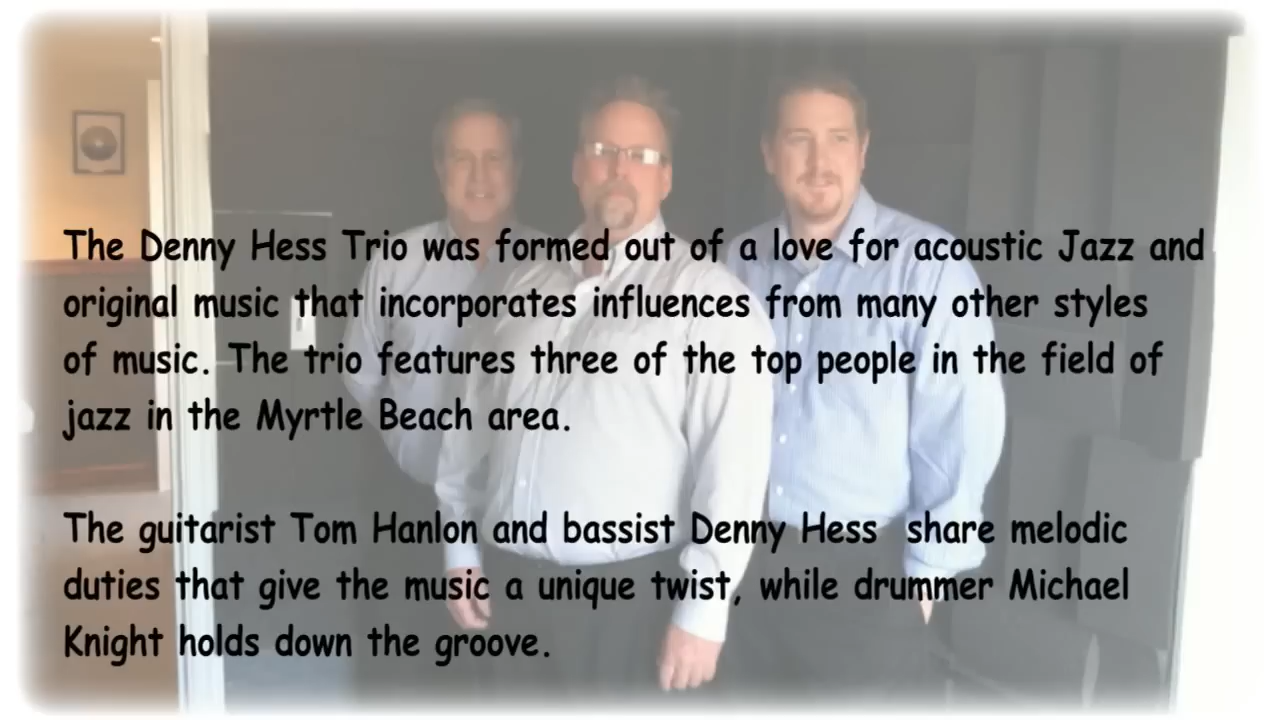 The Denny Hess Trio was formed out of a love for acoustic Jazz and
original music that incorporates influences from many other styles
of music. The trio features three of the top people in the field of
jazz in the Myrtle Beach area.
The guitarist Tom Hanlon and bassist Denny Hess share melodic
duties that give the music a unique twist, while drummer Michael
Knight holds down the groove.